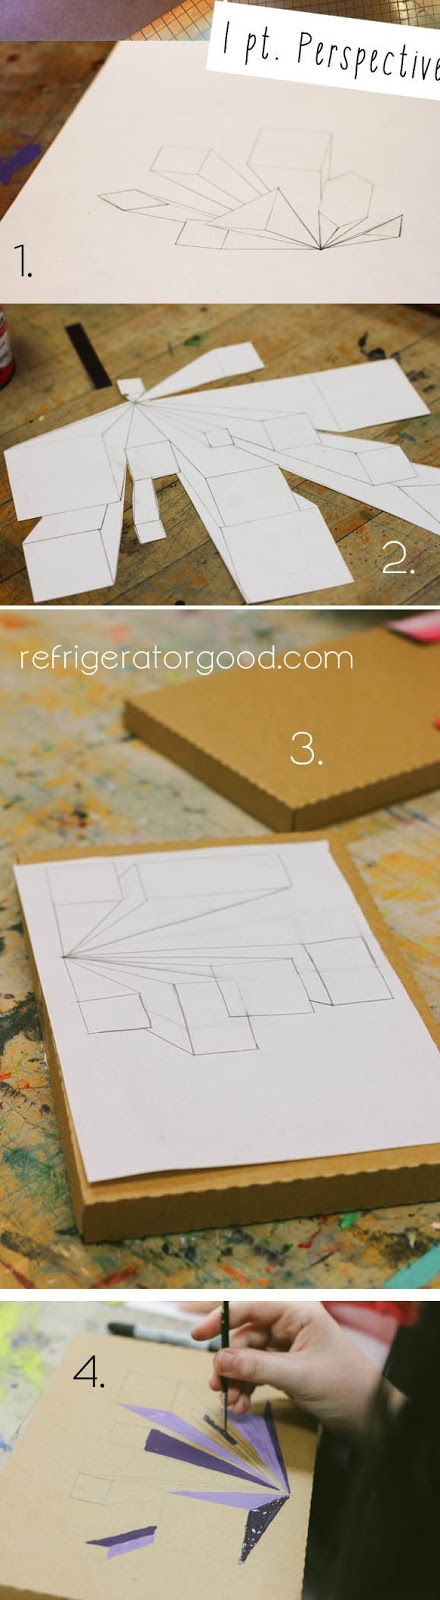 1 pt. Perspective
1.
2.
refrigeratorgood.com
3.
4.